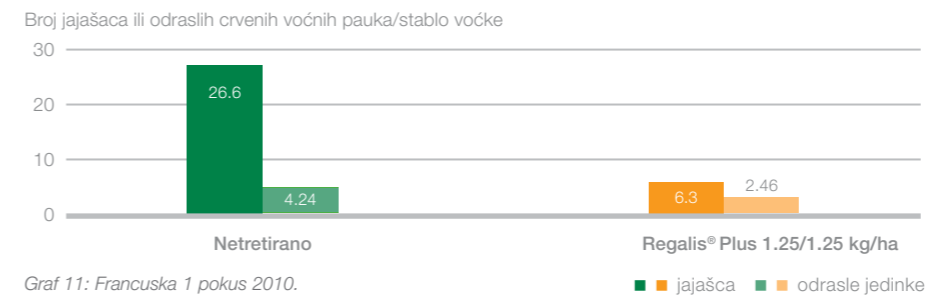 Broj jajašaca ili odraslih crvenih voćnih pauka/stablo voćke
30
20
10
0
26.6
4.24
6.3
2.46
Netretirano
Regalis® Plus 1.25/1.25 kg/ha
Graf 11: Francuska 1 pokus 2010.
jajašca
odrasle jedinke